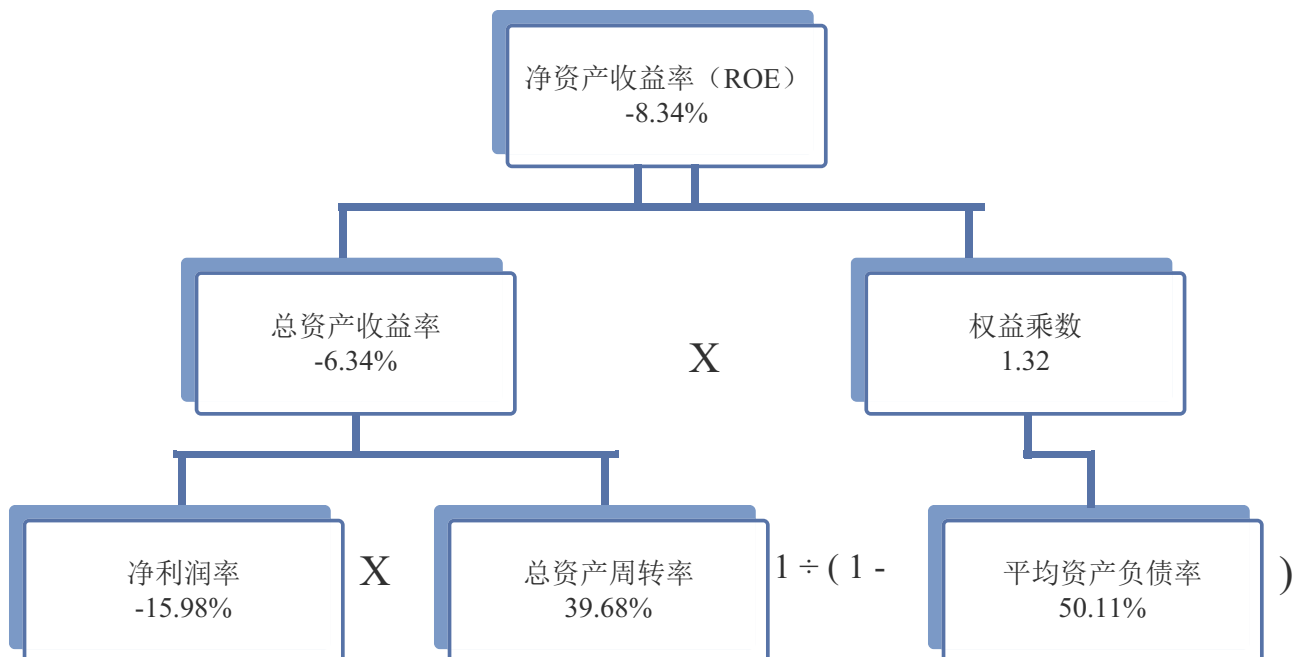 净资产收益率（ROE）
-8.34%
总资产收益率
-6.34%
X
权益乘数
1.32
净利润率
-15.98%
X
总资产周转率
39.68%
1 ÷ ( 1 -
平均资产负债率
50.11%
)